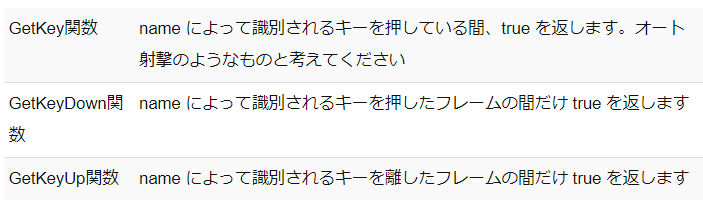 GetKey関数 name によって識別されるキーを押している間、true を返します。オート
射撃のようなものと考えてください
GetKeyDown関 name によって識別されるキーを押したフレームの間だけ true を返します
数
GetKeyUp関数 name によって識別されるキーを離したフレームの間だけ true を返します